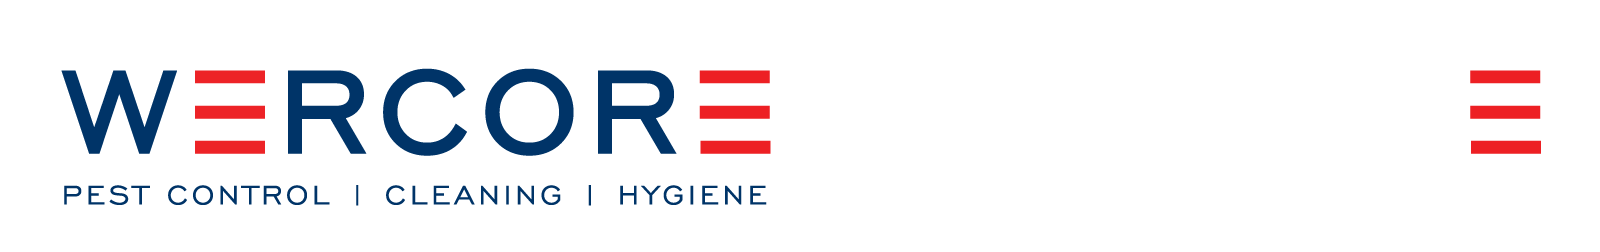 WERCORE
PEST CONTROL | CLEANING | HYGIENE